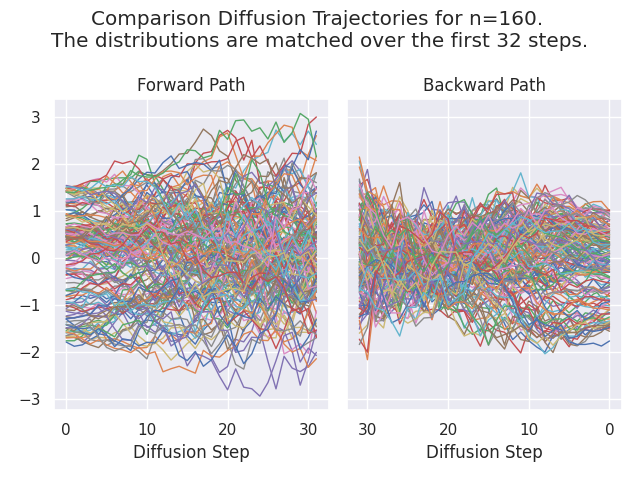 Comparison Diffusion Trajectories for n=160.
The distributions are matched over the first 32 steps.
Forward Path
Backward Path
3
2
1
0
−1
−2
−3
0 10 20 30
30 20 10 0
Diffusion Step
Diffusion Step